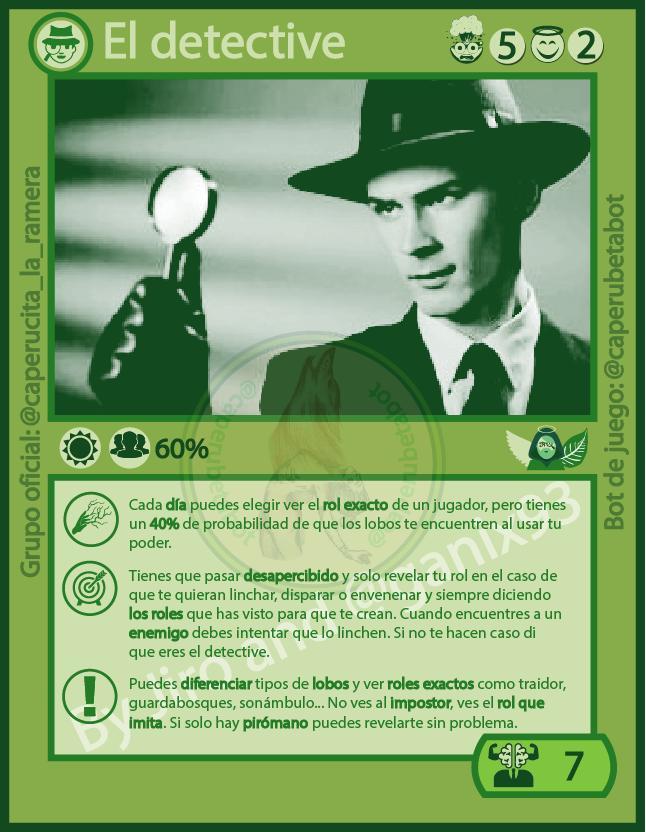 El detective
5
2
Grupo oficial: @caperucita_la_ramera
Bot de juego: @caperubetabot
60%
Cada día puedes elegir ver el rol exacto de un jugador, pero tienes
un 40% de probabilidad de que los lobos te encuentren al usar tu
poder.
Tienes que pasar desapercibido y solo revelar tu rol en el caso de
que te quieran linchar, disparar o envenenar y siempre diciendo
los roles que has visto para que te crean. Cuando encuentres a un
enemigo debes intentar que lo linchen. Si no te hacen caso di
que eres el detective.
Puedes diferenciar tipos de lobos y ver roles exactos como traidor,
guardabosques, sonámbulo... No ves al impostor, ves el rol que
imita. Si solo hay pirómano puedes revelarte sin problema.
By Jiro and @ganix93
7